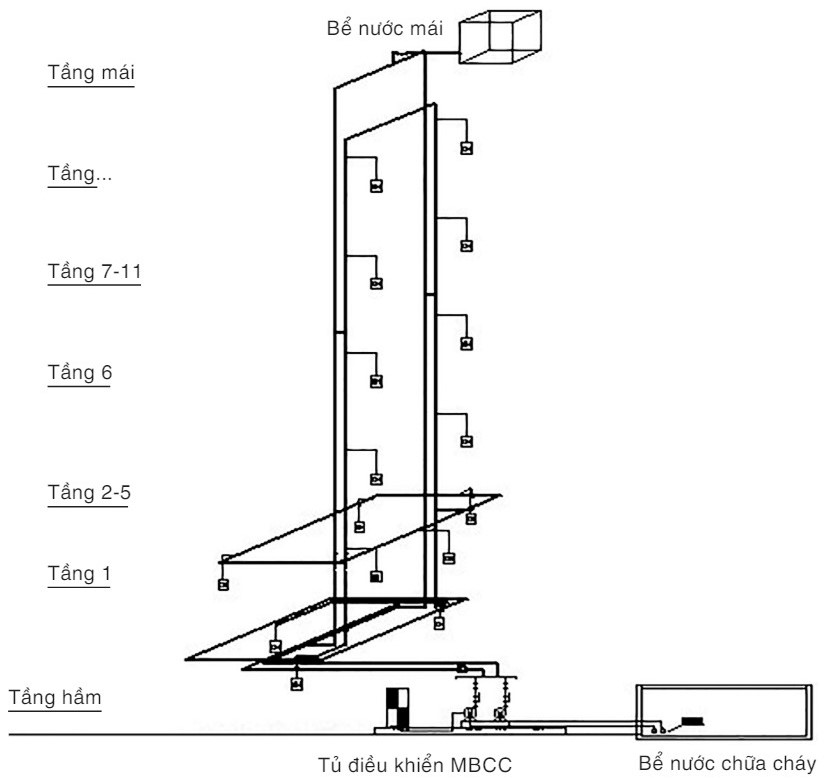 Bể nước mái
Tầng mái
Tầng...
Tầng 7-11
Tầng 6
Tầng 2-5
Tầng 1
Tầng hầm
Tủ điều khiển MBCC
Bể nước chữa cháy